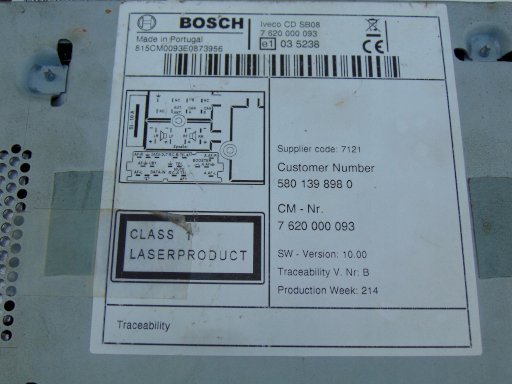 BOSCH
Iveco CD SB08
Made in Portugal
7 620 000 093
815CM0093E0873956
e1 03 5238
Supplier code: 7121
Customer Number
580 139 898 0
CM - Nr.
7 620 000 093
CLASS 1
LASERPRODUCT
SW - Version: 10.00
Traceability V. Nr: B
Production Week: 214
Traceability